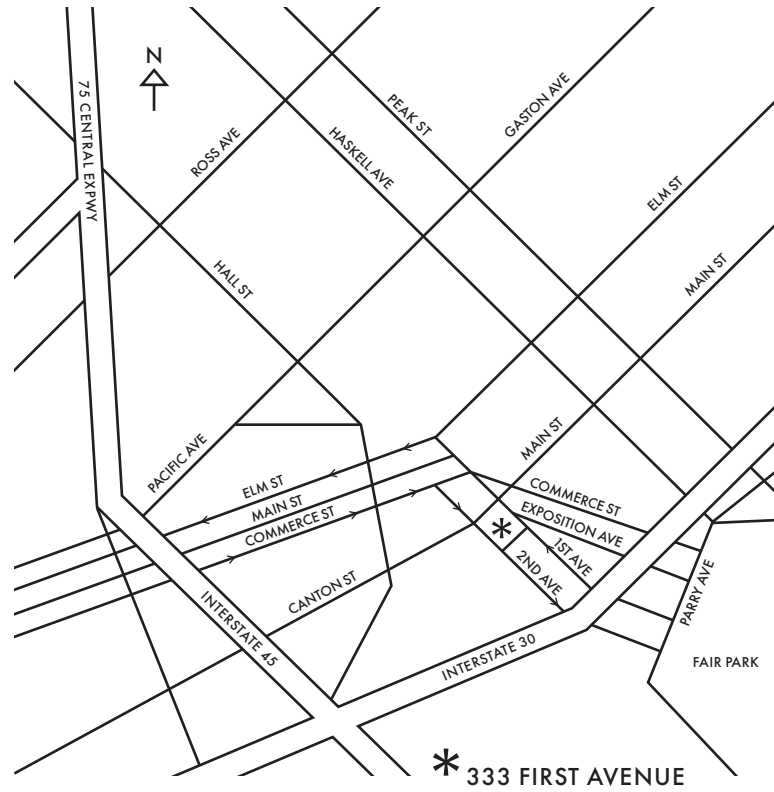 N
75 CENTRAL EXPWY
ROSS AVE
PEAK ST
HASKELL AVE
GASTON AVE
ELM ST
MAIN ST
HALL ST
PACIFIC AVE
MAIN ST
ELM ST
MAIN ST
COMMERCE ST
COMMERCE ST
EXPOSITION AVE
1ST AVE
2ND AVE
CANTON ST
INTERSTATE 45
INTERSTATE 30
PARRY AVE
FAIR PARK
* 
* 333 FIRST AVENUE